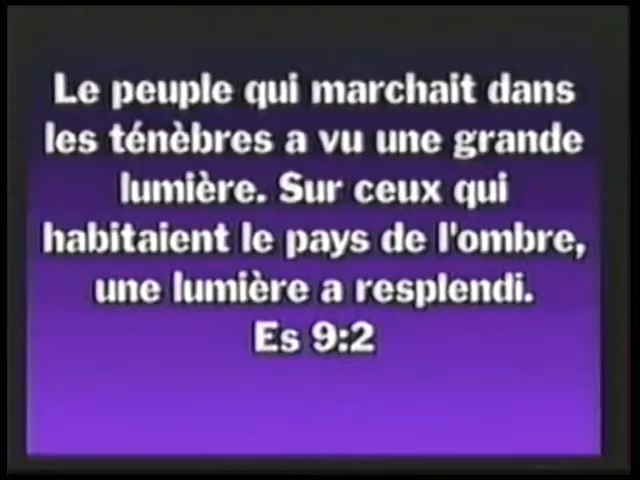 Le peuple qui marchait dans
les ténèbres a vu une grande
lumière. Sur ceux qui
habitaient le pays de l'ombre,
une lumière a resplendi.
Es 9:2